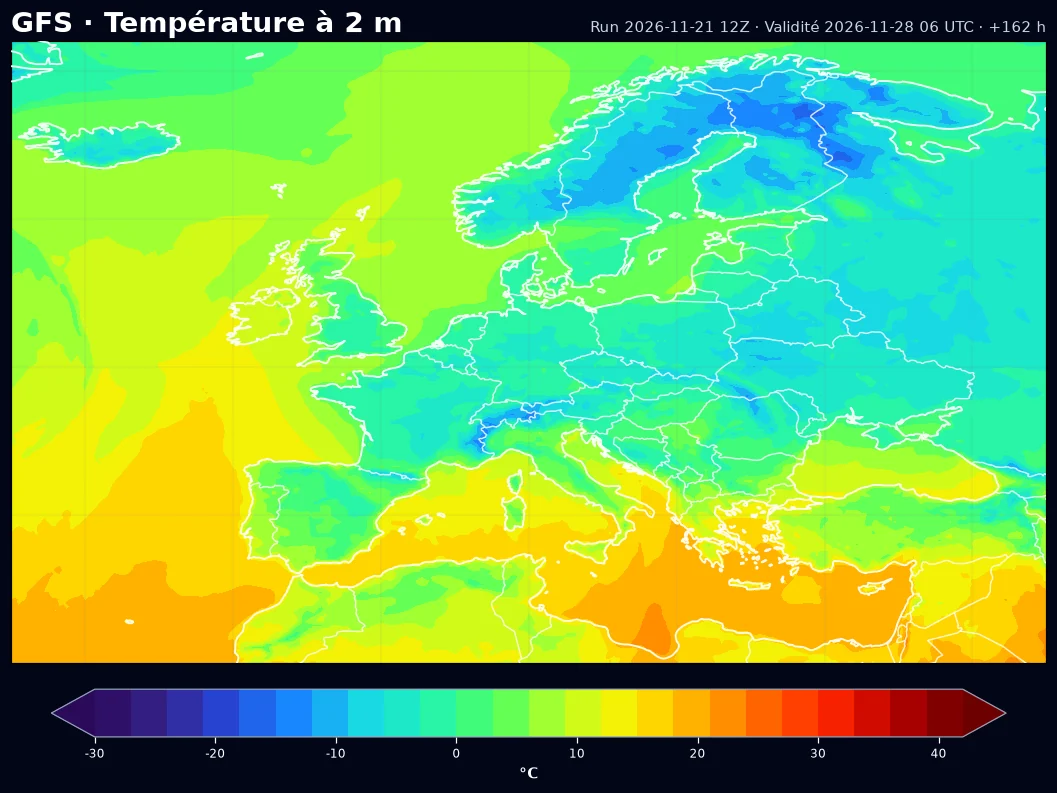 GFS · Température à 2 m
Run 2026-11-21 12Z · Validité 2026-11-28 06 UTC · +162 h
-30 -20 -10 0 10 20 30 40
°C